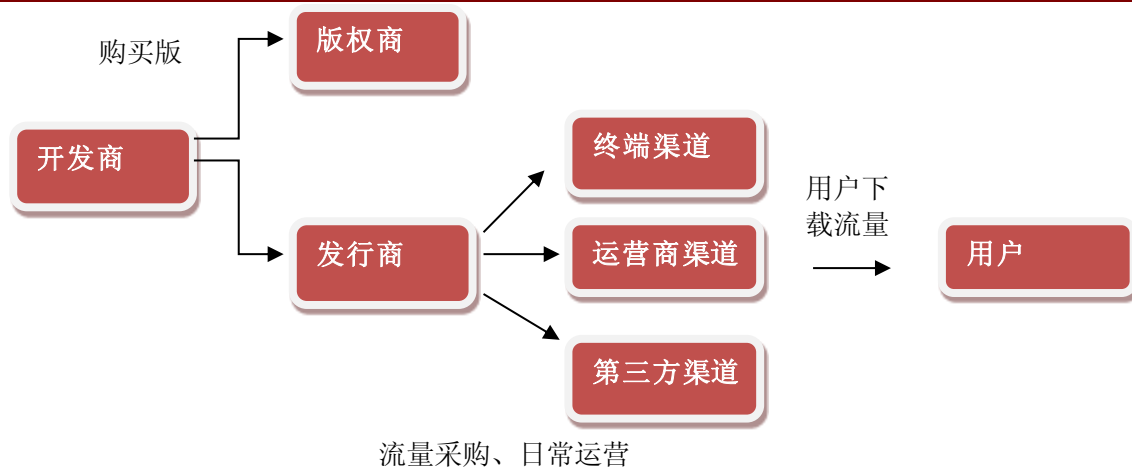 购买版
版权商
开发商
终端渠道
用户下
载流量
发行商
运营商渠道
用户
第三方渠道
流量采购、日常运营